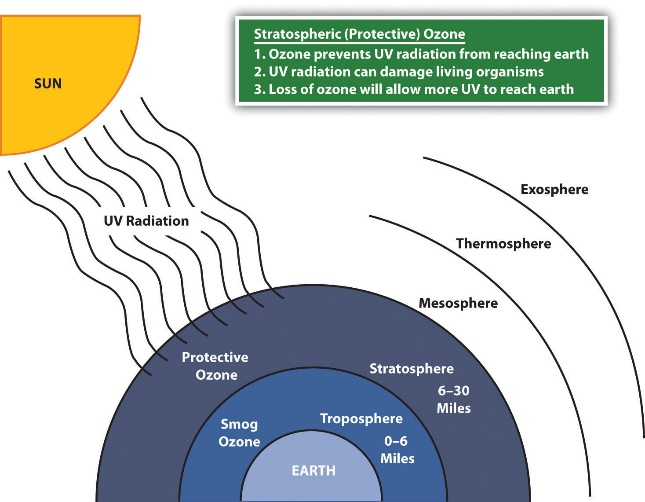 Stratospheric (Protective) Ozone
1. Ozone prevents UV radiation from reaching earth
2. UV radiation can damage living organisms
3. Loss of ozone will allow more UV to reach earth
SUN
UV Radiation
Exosphere
Thermosphere
Mesosphere
Protective
Ozone
Stratosphere
6–30
Miles
Smog
Ozone
Troposphere
0–6
Miles
EARTH